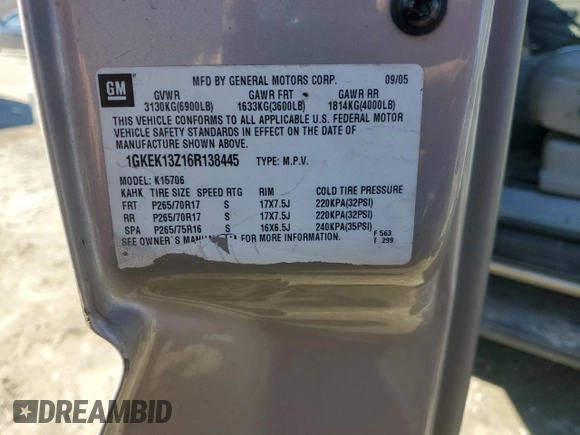 GM
MFD BY GENERAL MOTORS CORP. 09/05
GVWR GAWR FRT GAWR RR
3130KG(6900LB) 1633KG(3600LB) 1814KG(4000LB)
THIS VEHICLE CONFORMS TO ALL APPLICABLE U.S. FEDERAL MOTOR
VEHICLE SAFETY STANDARDS IN EFFECT ON THE DATE OF
MANUFACTURE SHOWN ABOVE.
1GKEK13Z16R138445 TYPE: M.P.V.
MODEL: K15706
KAHK TIRE SIZE SPEED RTG RIM COLD TIRE PRESSURE
FRT P265/70R17 S 17X7.5J 220KPA(32PSI)
RR P265/70R17 S 17X7.5J 220KPA(32PSI)
SPA P265/75R16 S 16X6.5J 240KPA(35PSI)
SEE OWNER'S MANUAL FOR MORE INFORMATION. F 563
T 299
DREAMBID